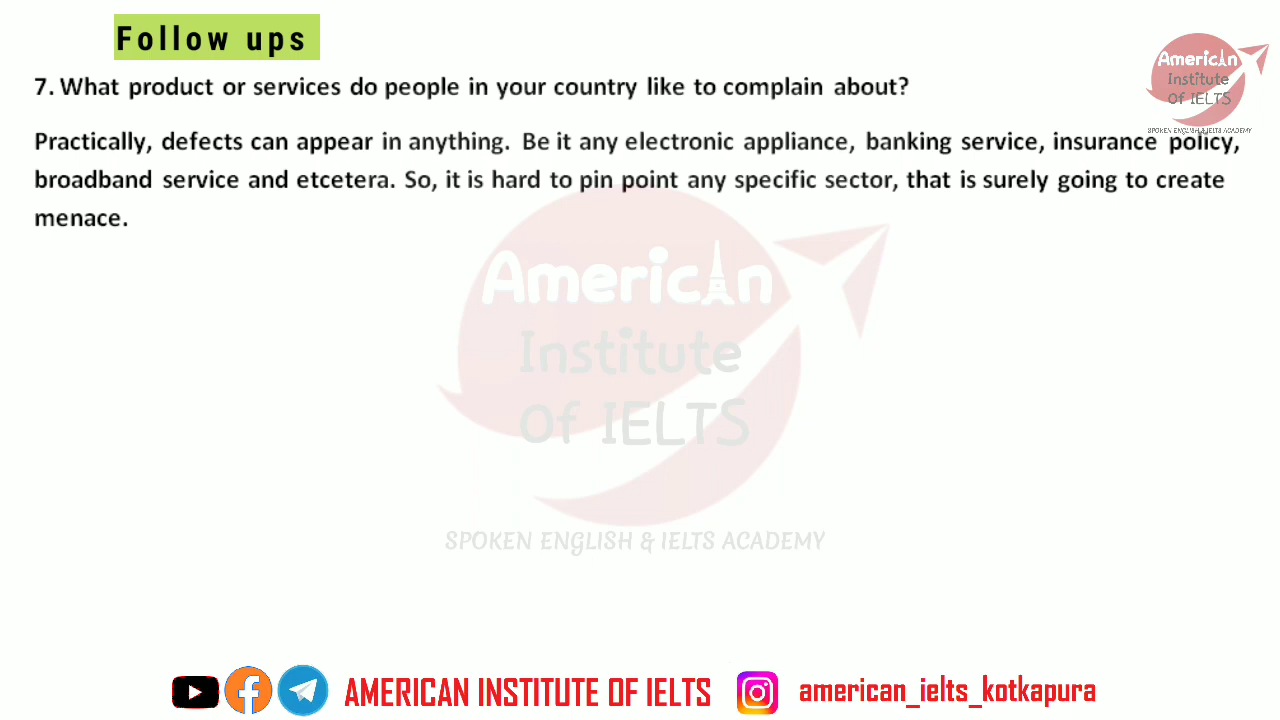 Follow ups
7. What product or services do people in your country like to complain about?
Practically, defects can appear in anything. Be it any electronic appliance, banking service, insurance policy,
broadband service and etcetera. So, it is hard to pin point any specific sector, that is surely going to create
menace.
American
Institute
Of IELTS
SPOKEN ENGLISH & IELTS ACADEMY
American
Institute
Of IELTS
SPOKEN ENGLISH & IELTS ACADEMY
AMERICAN INSTITUTE OF IELTS
american_ielts_kotkapura